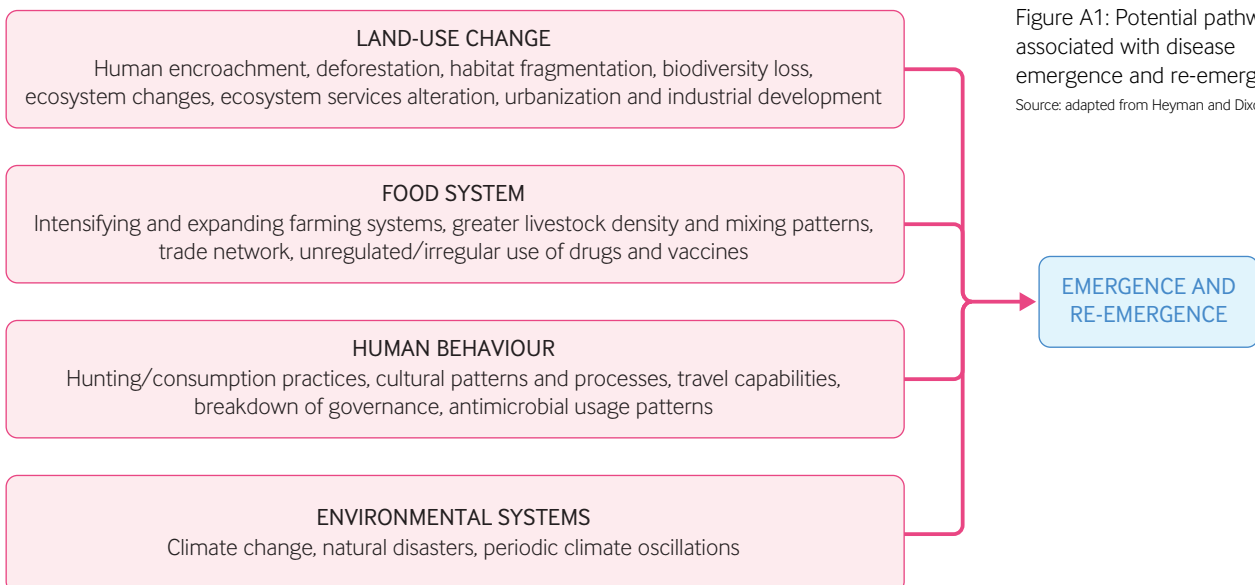 LAND-USE CHANGE
Human encroachment, deforestation, habitat fragmentation, biodiversity loss,
ecosystem changes, ecosystem services alteration, urbanization and industrial development
FOOD SYSTEM
Intensifying and expanding farming systems, greater livestock density and mixing patterns,
trade network, unregulated/irregular use of drugs and vaccines
HUMAN BEHAVIOUR
Hunting/consumption practices, cultural patterns and processes, travel capabilities,
breakdown of governance, antimicrobial usage patterns
ENVIRONMENTAL SYSTEMS
Climate change, natural disasters, periodic climate oscillations
Figure A1: Potential
associated with disease
emergence and
Source: adapted from Heyman and
EMERGENCE AND
RE-EMERGENCE